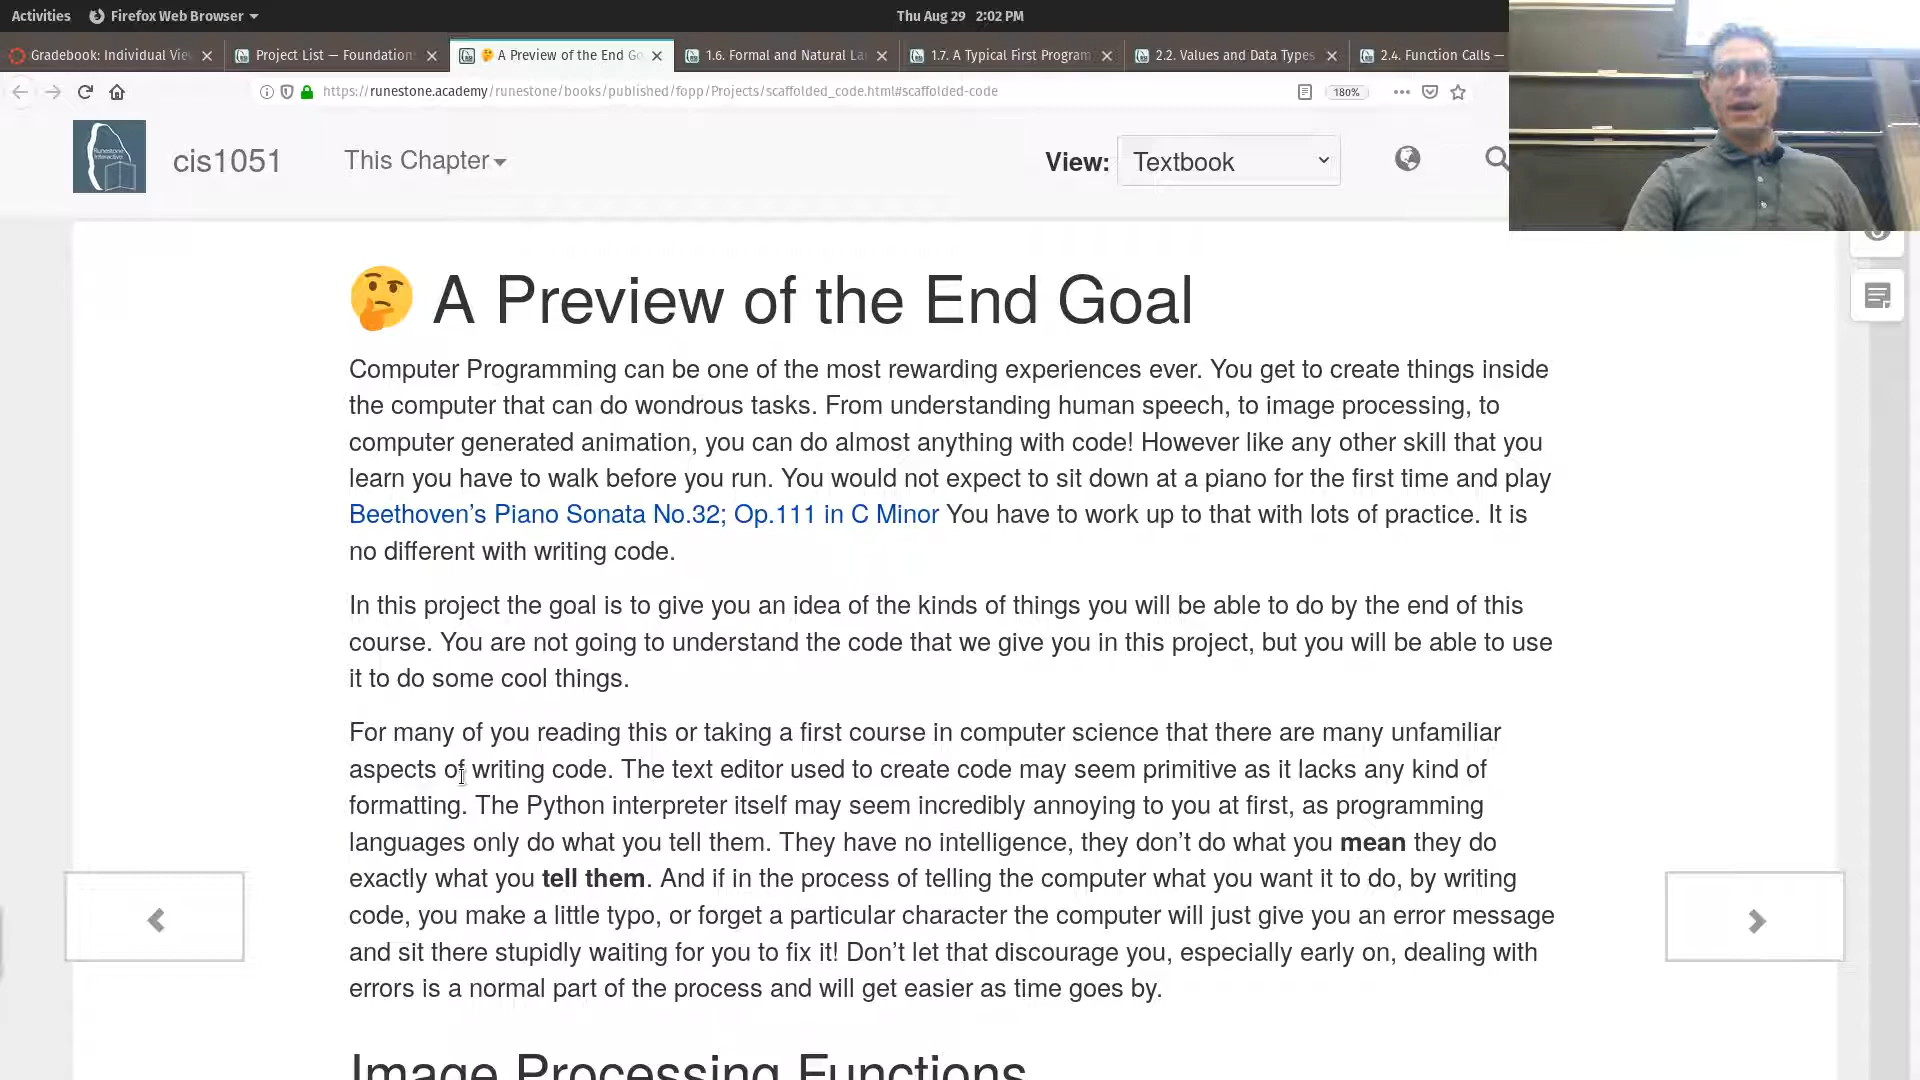 Activities Firefox Web Browser Thu Aug 29 2:02 PM
Gradebook: Individual Vie Project List — Foundation 🤔 A Preview of the End Go 1.6. Formal and Natural La 1.7. A Typical First Program 2.2. Values and Data Types 2.4. Function Calls —
https://runestone.academy/runestone/books/published/fopp/Projects/scaffolded_code.html#scaffolded-code 180%
cis1051 This Chapter View: Textbook
🤔 A Preview of the End Goal
Computer Programming can be one of the most rewarding experiences ever. You get to create things inside
the computer that can do wondrous tasks. From understanding human speech, to image processing, to
computer generated animation, you can do almost anything with code! However like any other skill that you
learn you have to walk before you run. You would not expect to sit down at a piano for the first time and play
Beethoven’s Piano Sonata No.32; Op.111 in C Minor You have to work up to that with lots of practice. It is
no different with writing code.
In this project the goal is to give you an idea of the kinds of things you will be able to do by the end of this
course. You are not going to understand the code that we give you in this project, but you will be able to use
it to do some cool things.
For many of you reading this or taking a first course in computer science that there are many unfamiliar
aspects of writing code. The text editor used to create code may seem primitive as it lacks any kind of
formatting. The Python interpreter itself may seem incredibly annoying to you at first, as programming
languages only do what you tell them. They have no intelligence, they don’t do what you mean they do
exactly what you tell them. And if in the process of telling the computer what you want it to do, by writing
code, you make a little typo, or forget a particular character the computer will just give you an error message
and sit there stupidly waiting for you to fix it! Don’t let that discourage you, especially early on, dealing with
errors is a normal part of the process and will get easier as time goes by.
Image Processing Functions